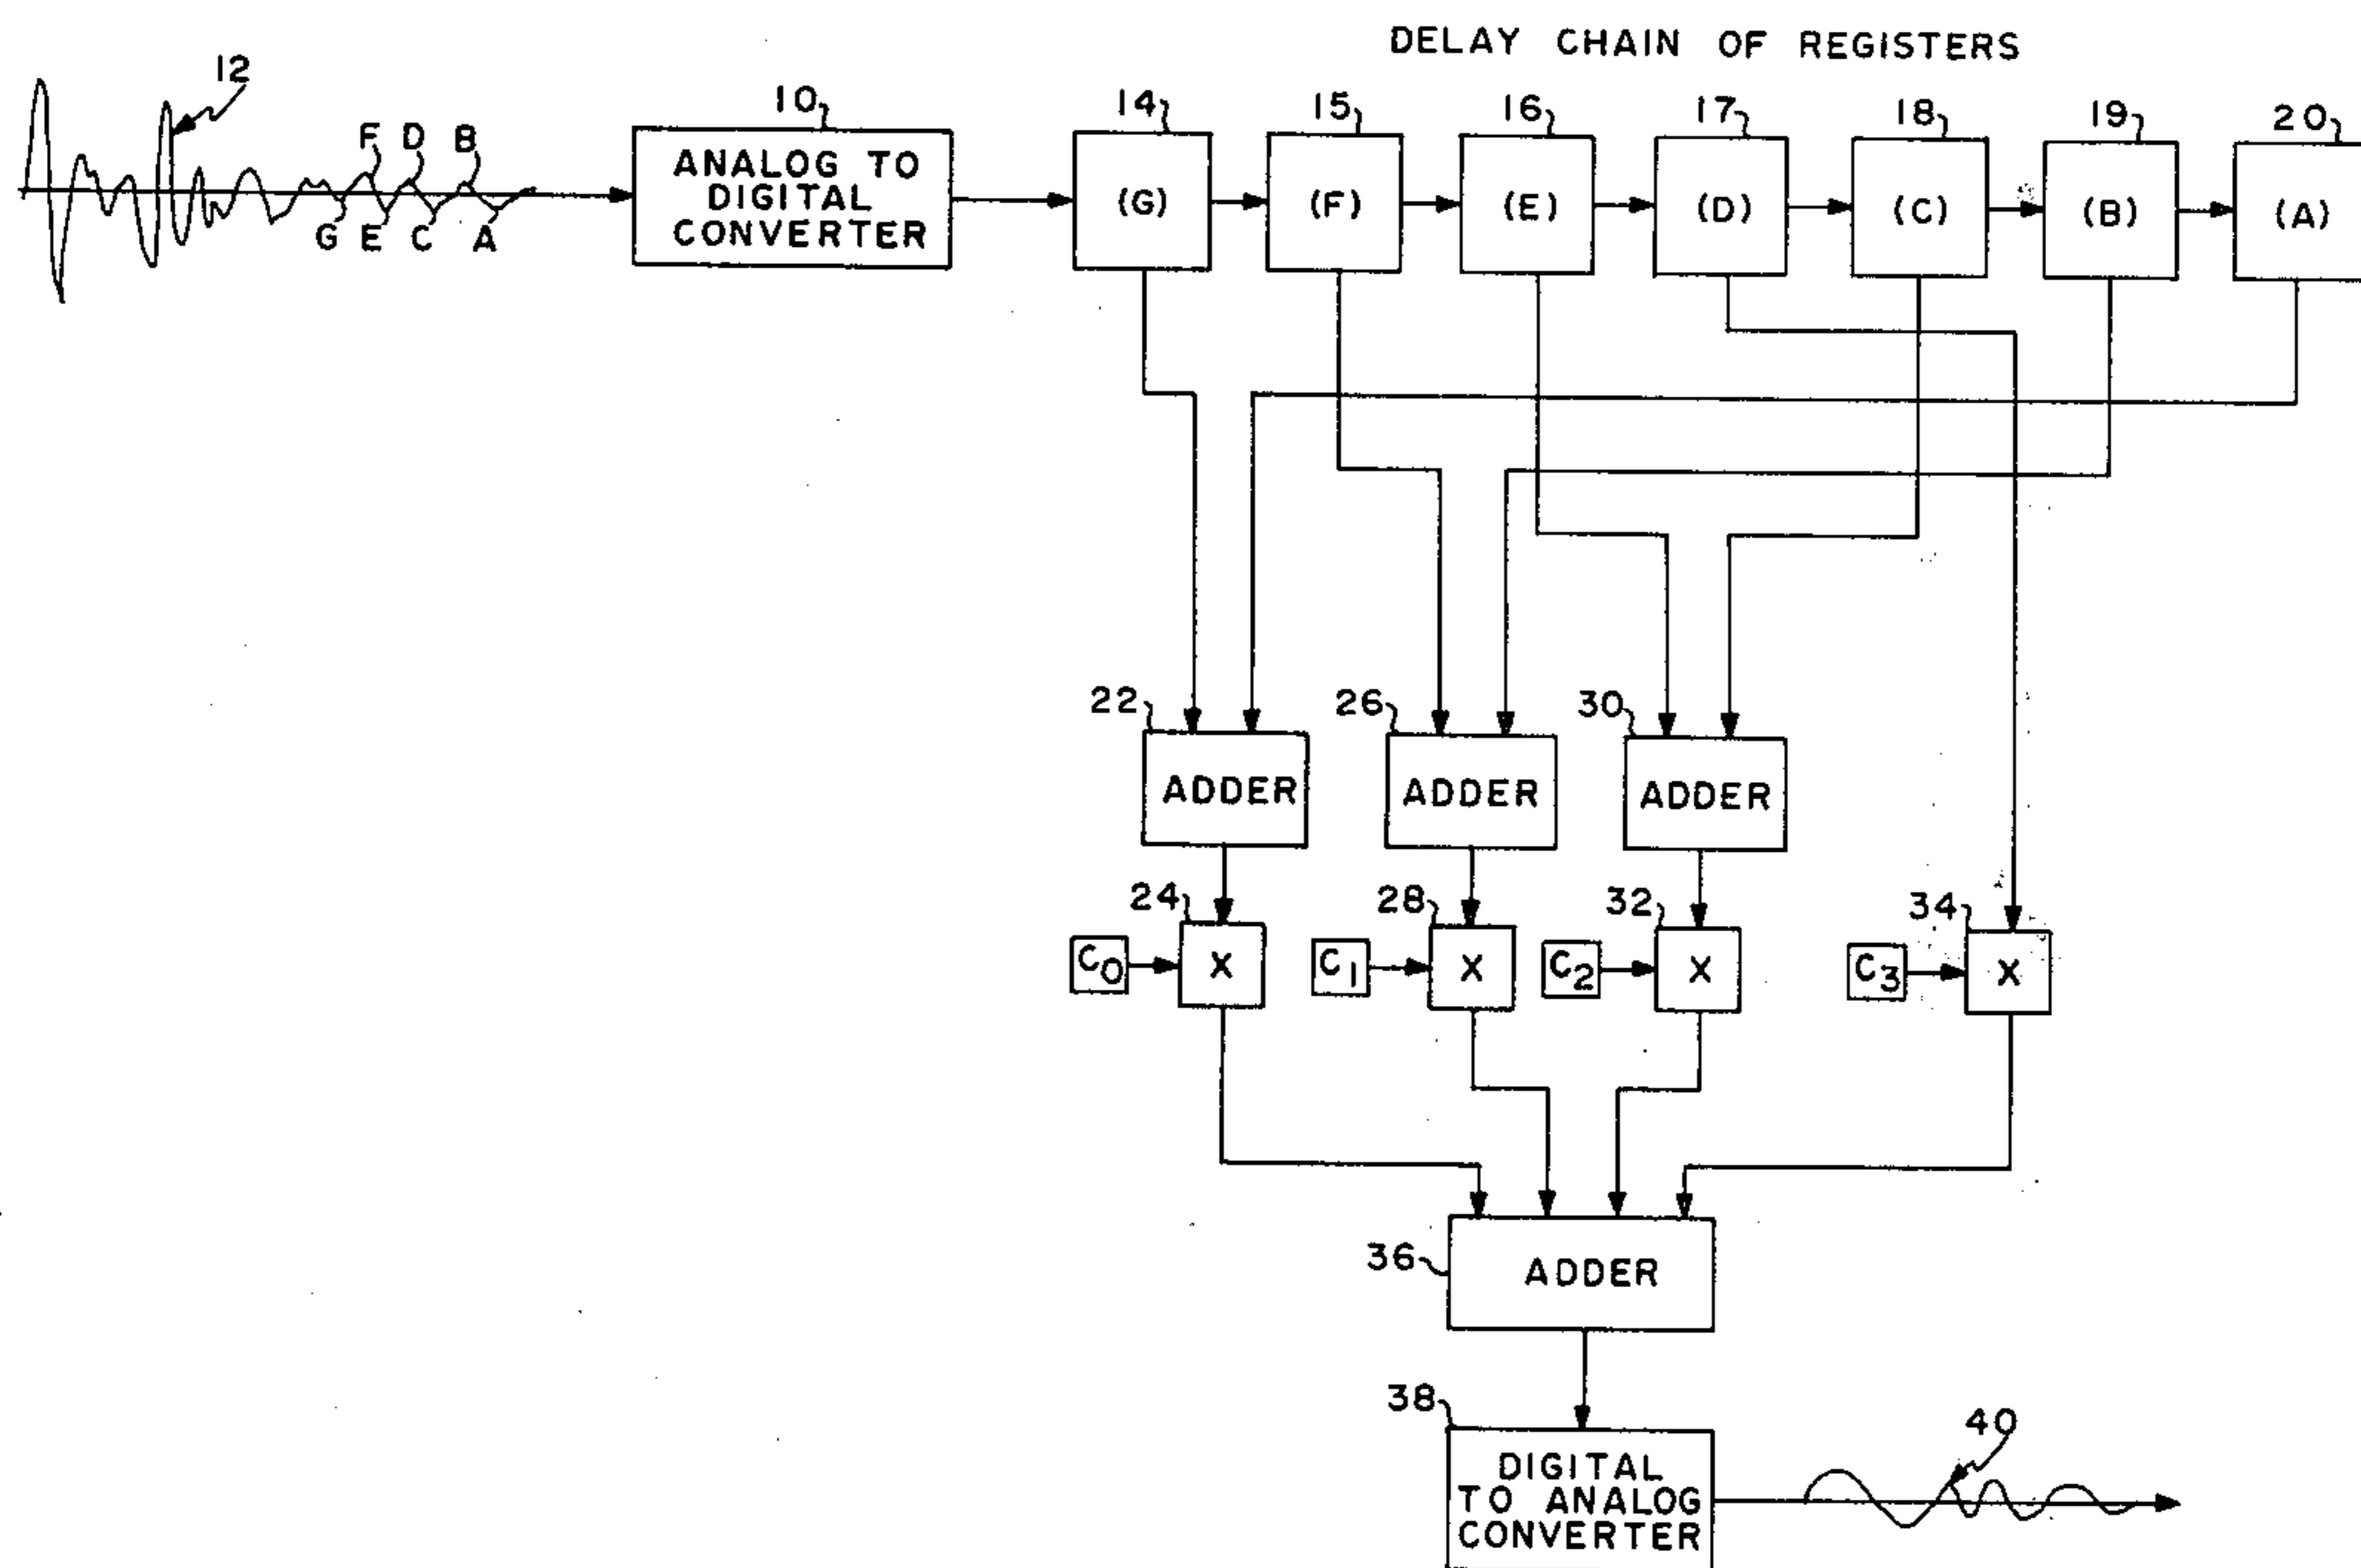 DELAY CHAIN OF REGISTERS
12
10
14
15
16
17
18
19
20
F D B
G E C A
ANALOG TO
DIGITAL
CONVERTER
(G)
(F)
(E)
(D)
(C)
(B)
(A)
22
26
30
ADDER
ADDER
ADDER
24
28
32
34
C0
X
C1
X
C2
X
C3
X
36
ADDER
38
DIGITAL
TO ANALOG
CONVERTER
40